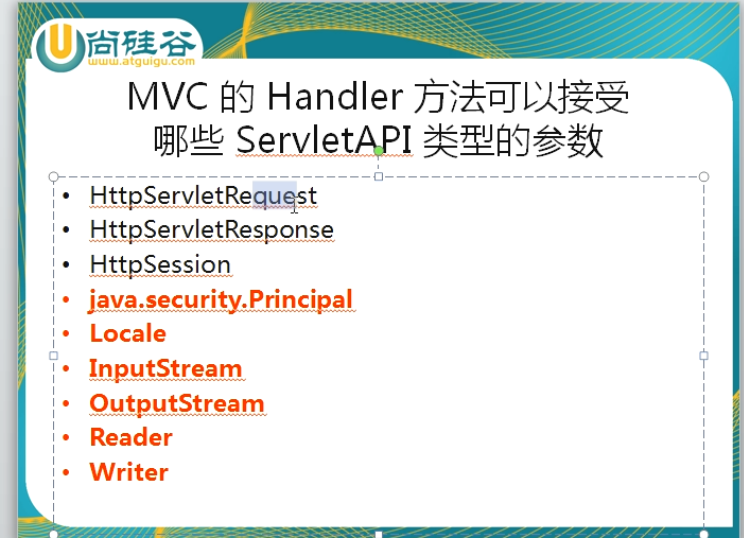 尚硅谷
www.atguigu.com
MVC 的 Handler 方法可以接受
哪些 ServletAPI 类型的参数
• HttpServletRequest
• HttpServletResponse
• HttpSession
• java.security.Principal
• Locale
• InputStream
• OutputStream
• Reader
• Writer